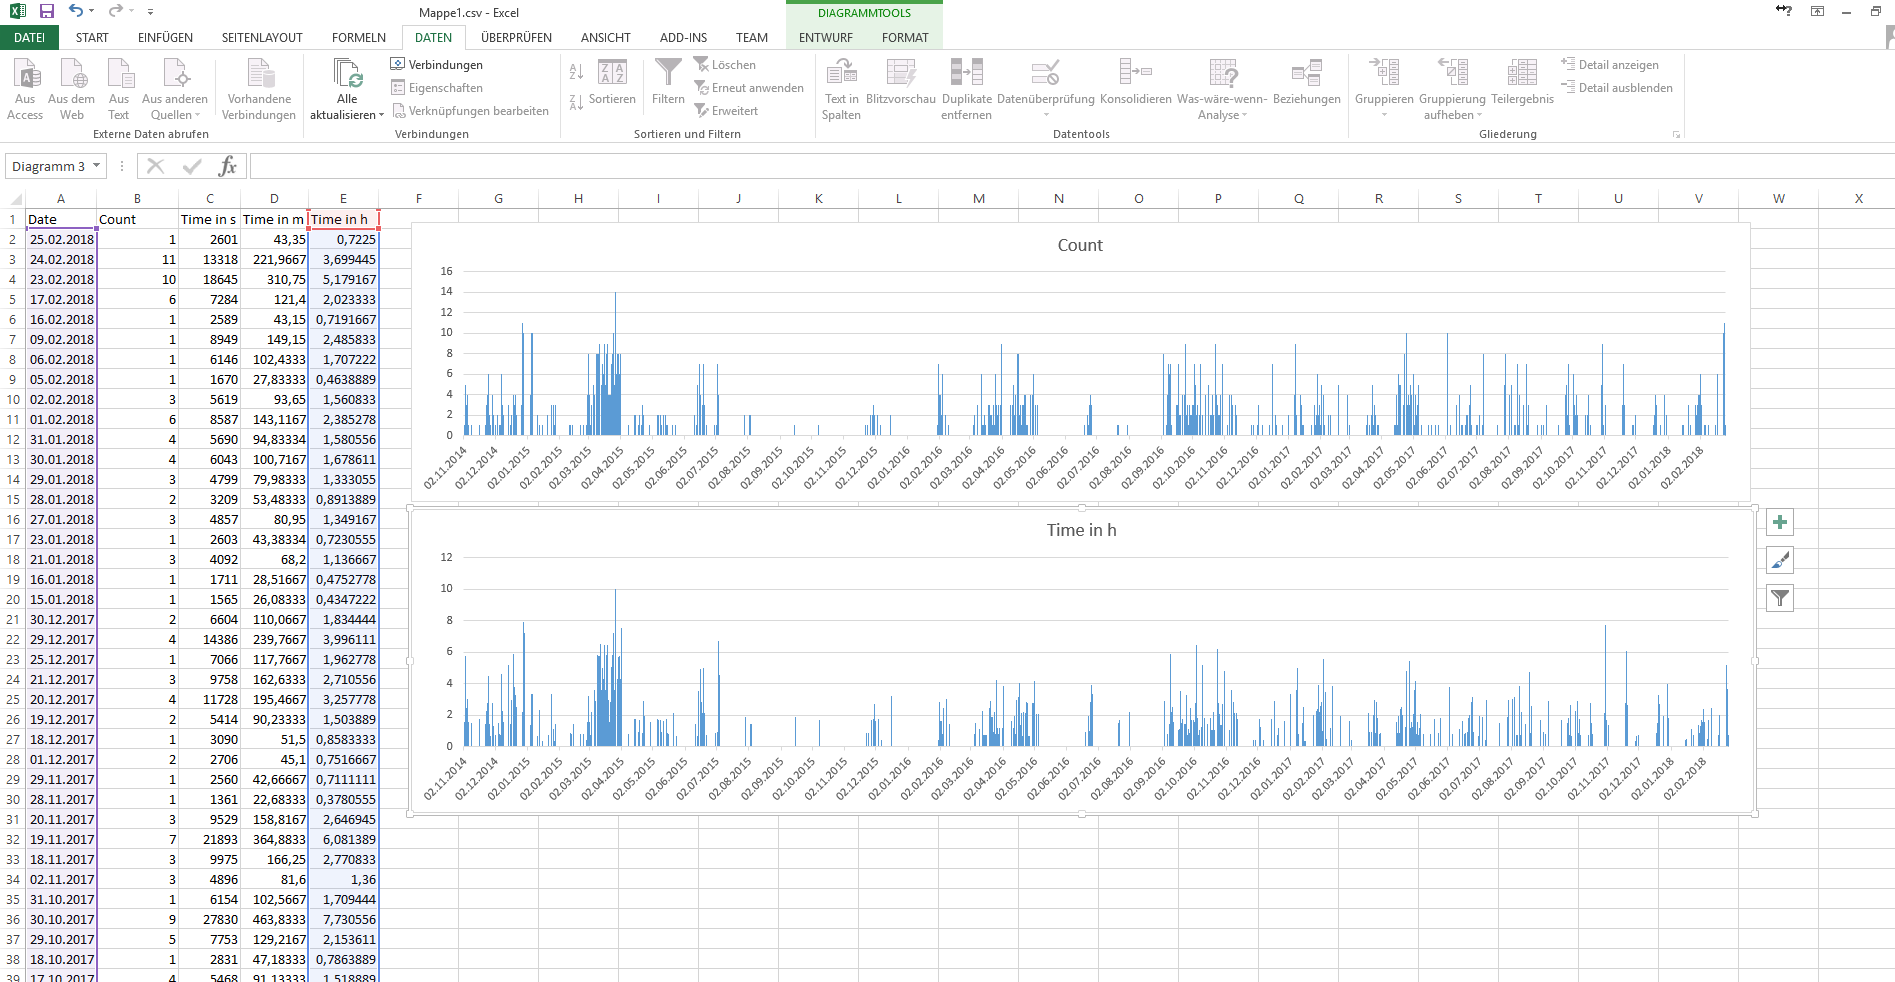 Mappe1.csv - Excel
DIAGRAMMTOOLS
DATEI START EINFÜGEN SEITENLAYOUT FORMELN DATEN ÜBERPRÜFEN ANSICHT ADD-INS TEAM ENTWURF FORMAT
Aus Access
Aus dem Web
Aus Text
Aus anderen Quellen
Vorhandene Verbindungen
Externe Daten abrufen
Alle aktualisieren
Verbindungen
Eigenschaften
Verknüpfungen bearbeiten
Verbindungen
Sortieren
Filtern
Löschen
Erneut anwenden
Erweitert
Sortieren und Filtern
Text in Spalten
Blitzvorschau
Duplikate entfernen
Datenüberprüfung
Konsolidieren
Was-wäre-wenn-Analyse
Beziehungen
Datentools
Gruppieren
Gruppierung aufheben
Teilergebnis
Detail anzeigen
Detail ausblenden
Gliederung
Diagramm 3
fx
A B C D E F G H I J K L M N O P Q R S T U V W X
1 Date Count Time in s Time in m Time in h
2 25.02.2018 1 2601 43,35 0,7225
3 24.02.2018 11 13318 221,9667 3,699445
4 23.02.2018 10 18645 310,75 5,179167
5 17.02.2018 6 7284 121,4 2,023333
6 16.02.2018 1 2589 43,15 0,7191667
7 09.02.2018 1 8949 149,15 2,485833
8 06.02.2018 1 6146 102,4333 1,707222
9 05.02.2018 1 1670 27,83333 0,4638889
10 02.02.2018 3 5619 93,65 1,560833
11 01.02.2018 6 8587 143,1167 2,385278
12 31.01.2018 4 5690 94,83334 1,580556
13 30.01.2018 4 6043 100,7167 1,678611
14 29.01.2018 3 4799 79,98333 1,333055
15 28.01.2018 2 3209 53,48333 0,8913889
16 27.01.2018 3 4857 80,95 1,349167
17 23.01.2018 1 2603 43,38334 0,7230555
18 21.01.2018 3 4092 68,2 1,136667
19 16.01.2018 1 1711 28,51667 0,4752778
20 15.01.2018 1 1565 26,08333 0,4347222
21 30.12.2017 2 6604 110,0667 1,834444
22 29.12.2017 4 14386 239,7667 3,996111
23 25.12.2017 1 7066 117,7667 1,962778
24 21.12.2017 3 9758 162,6333 2,710556
25 20.12.2017 4 11728 195,4667 3,257778
26 19.12.2017 2 5414 90,23333 1,503889
27 18.12.2017 1 3090 51,5 0,8583333
28 01.12.2017 2 2706 45,1 0,7516667
29 29.11.2017 1 2560 42,66667 0,7111111
30 28.11.2017 1 1361 22,68333 0,3780555
31 20.11.2017 3 9529 158,8167 2,646945
32 19.11.2017 7 21893 364,8833 6,081389
33 18.11.2017 3 9975 166,25 2,770833
34 02.11.2017 3 4896 81,6 1,36
35 31.10.2017 1 6154 102,5667 1,709444
36 30.10.2017 9 27830 463,8333 7,730556
37 29.10.2017 5 7753 129,2167 2,153611
38 18.10.2017 1 2831 47,18333 0,7863889
39 17.10.2017 4 5468 91,13333 1,518889
Count
16
14
12
10
8
6
4
2
0
02.11.2014 02.12.2014 02.01.2015 02.02.2015 02.03.2015 02.04.2015 02.05.2015 02.06.2015 02.07.2015 02.08.2015 02.09.2015 02.10.2015 02.11.2015 02.12.2015 02.01.2016 02.02.2016 02.03.2016 02.04.2016 02.05.2016 02.06.2016 02.07.2016 02.08.2016 02.09.2016 02.10.2016 02.11.2016 02.12.2016 02.01.2017 02.02.2017 02.03.2017 02.04.2017 02.05.2017 02.06.2017 02.07.2017 02.08.2017 02.09.2017 02.10.2017 02.11.2017 02.12.2017 02.01.2018 02.02.2018
Time in h
12
10
8
6
4
2
0
02.11.2014 02.12.2014 02.01.2015 02.02.2015 02.03.2015 02.04.2015 02.05.2015 02.06.2015 02.07.2015 02.08.2015 02.09.2015 02.10.2015 02.11.2015 02.12.2015 02.01.2016 02.02.2016 02.03.2016 02.04.2016 02.05.2016 02.06.2016 02.07.2016 02.08.2016 02.09.2016 02.10.2016 02.11.2016 02.12.2016 02.01.2017 02.02.2017 02.03.2017 02.04.2017 02.05.2017 02.06.2017 02.07.2017 02.08.2017 02.09.2017 02.10.2017 02.11.2017 02.12.2017 02.01.2018 02.02.2018